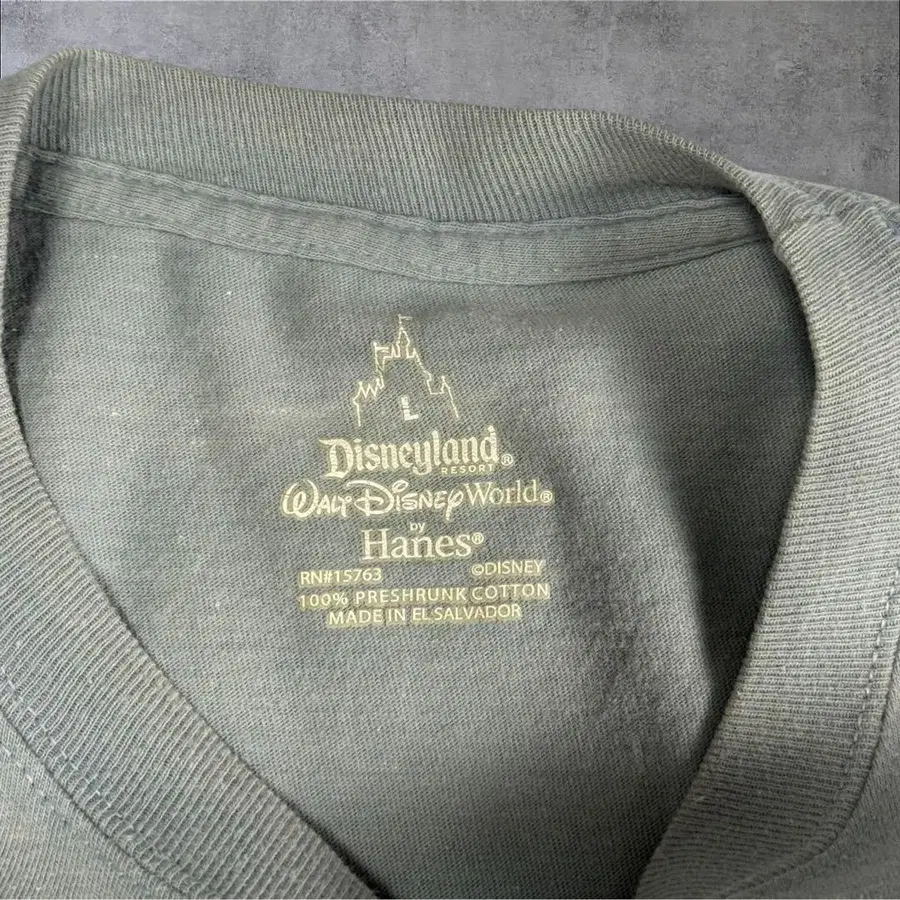 L
Disneyland®
RESORT
WALT DISNEY World®
by
Hanes®
RN#15763 ©DISNEY
100% PRESHRUNK COTTON
MADE IN EL SALVADOR